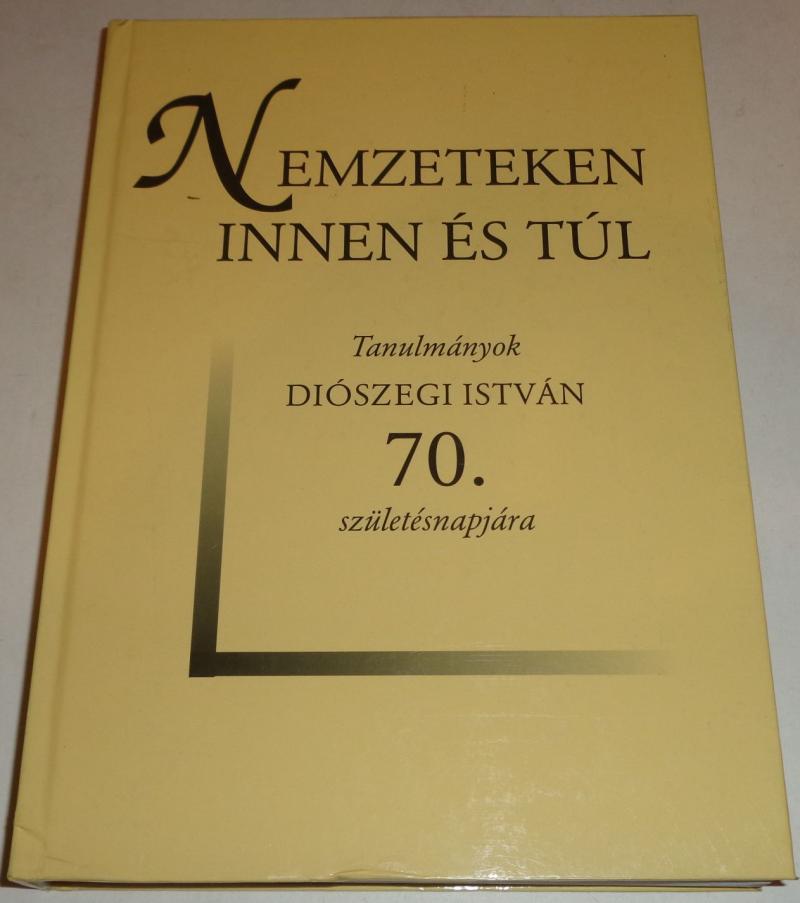 NEMZETEKEN
INNEN ÉS TÚL
Tanulmányok
DIÓSZEGI ISTVÁN
70.
születésnapjára